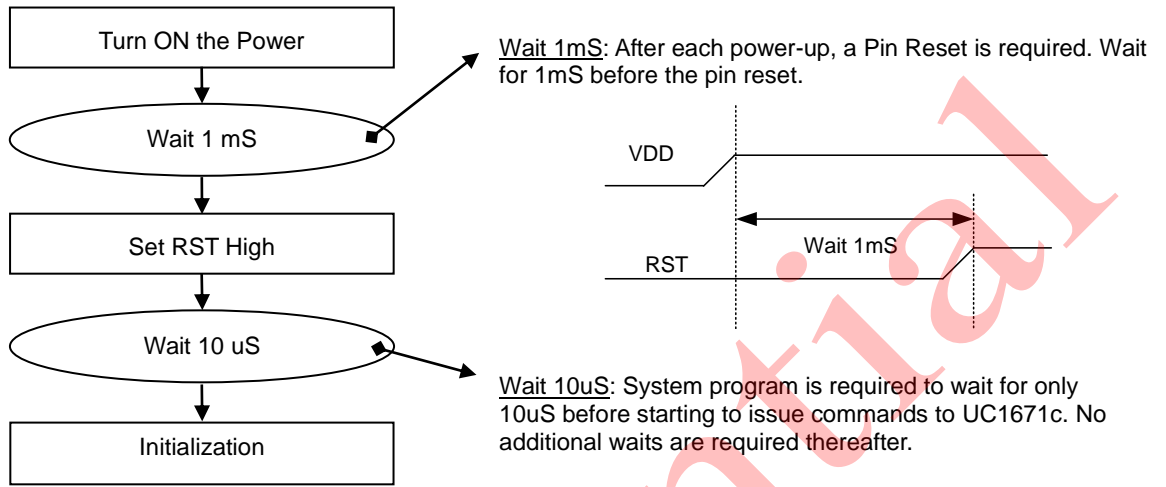 Turn ON the Power
Wait 1 mS
Set RST High
Wait 10 uS
Initialization
Wait 1mS: After each power-up, a Pin Reset is required. Wait
for 1mS before the pin reset.
VDD
Wait 1mS
RST
Wait 10uS: System program is required to wait for only
10uS before starting to issue commands to UC1671c. No
additional waits are required thereafter.
ntial